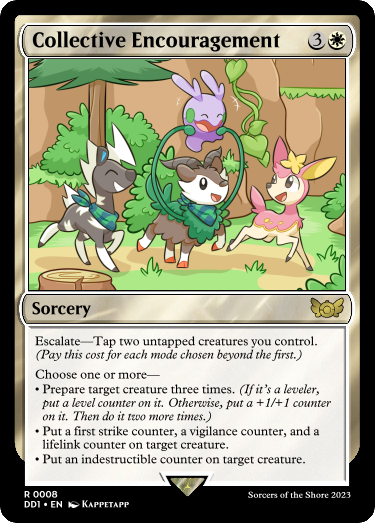 Collective Encouragement 3
Sorcery
Escalate—Tap two untapped creatures you control.
(Pay this cost for each mode chosen beyond the first.)
Choose one or more—
• Prepare target creature three times. (If it's a leveler,
put a level counter on it. Otherwise, put a +1/+1 counter
on it. Then do it two more times.)
• Put a first strike counter, a vigilance counter, and a
lifelink counter on target creature.
• Put an indestructible counter on target creature.
R 0008
DD1 • EN Kappetapp
Sorcers of the Shore 2023